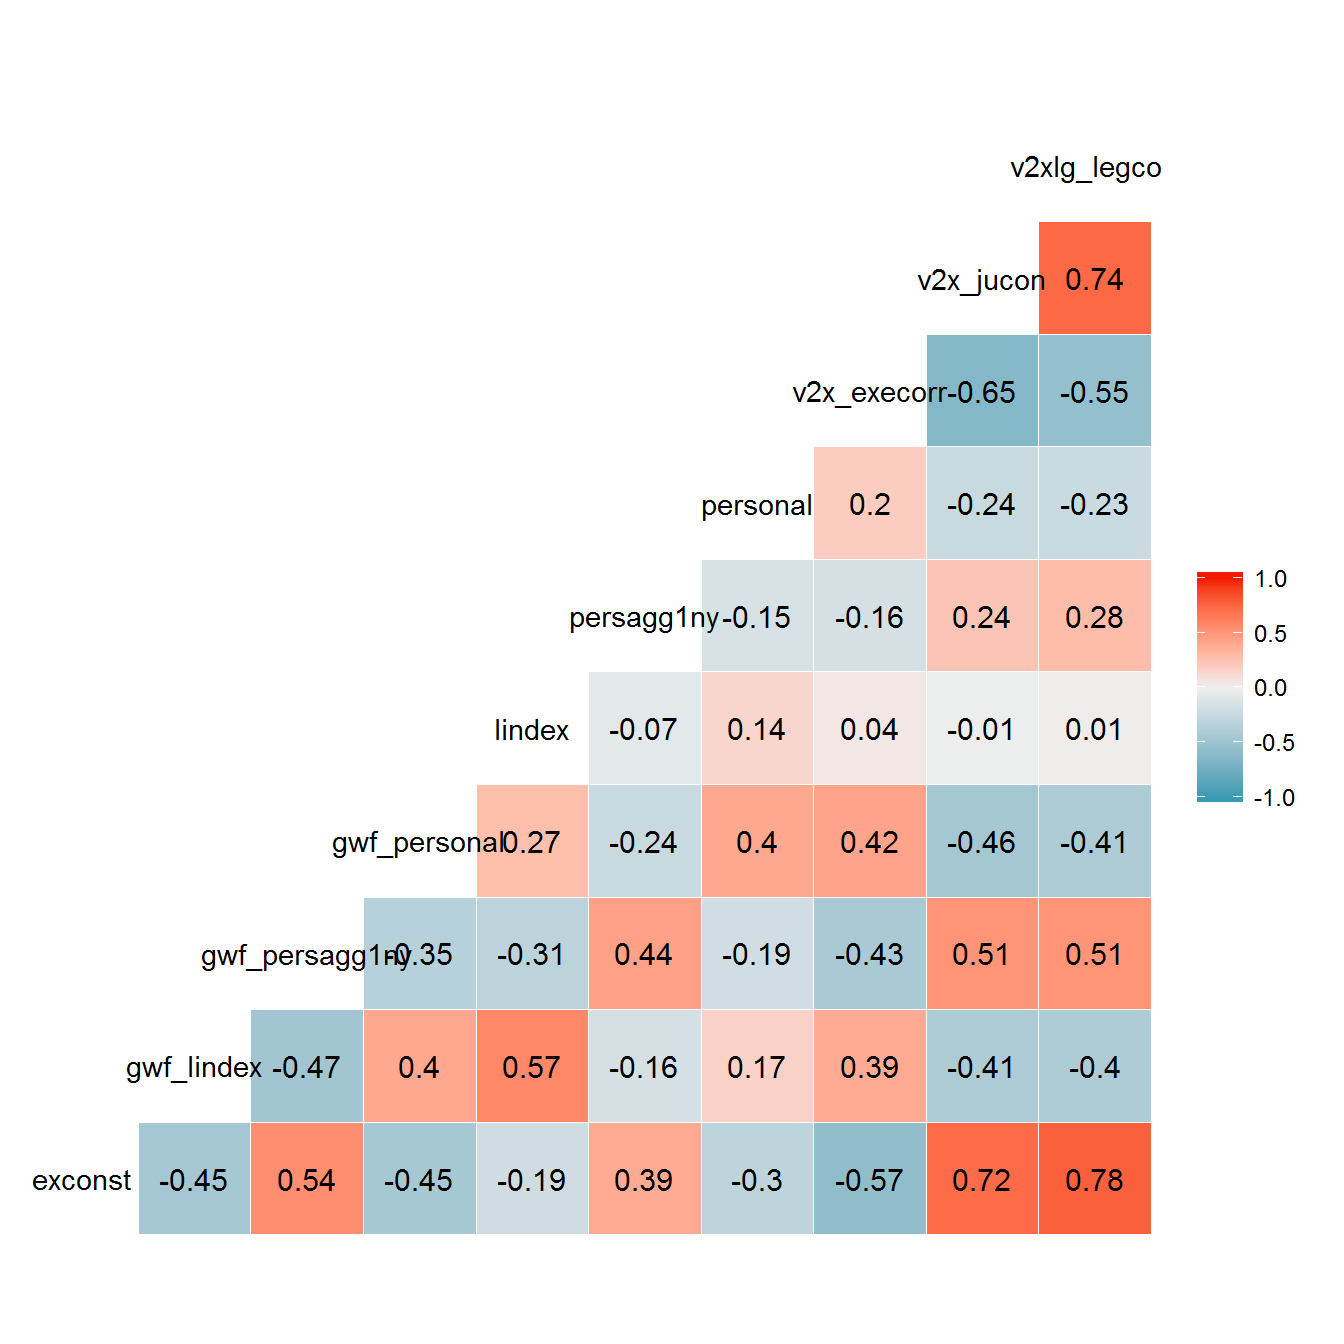 v2xlg_legco
v2x_jucon 0.74
v2x_execorr -0.65 -0.55
personal 0.2 -0.24 -0.23
persagg1ny -0.15 -0.16 0.24 0.28
lindex -0.07 0.14 0.04 -0.01 0.01
gwf_personal 0.27 -0.24 0.4 0.42 -0.46 -0.41
gwf_persagg1ny -0.35 -0.31 0.44 -0.19 -0.43 0.51 0.51
gwf_lindex -0.47 0.4 0.57 -0.16 0.17 0.39 -0.41 -0.4
exconst -0.45 0.54 -0.45 -0.19 0.39 -0.3 -0.57 0.72 0.78
1.0
0.5
0.0
-0.5
-1.0